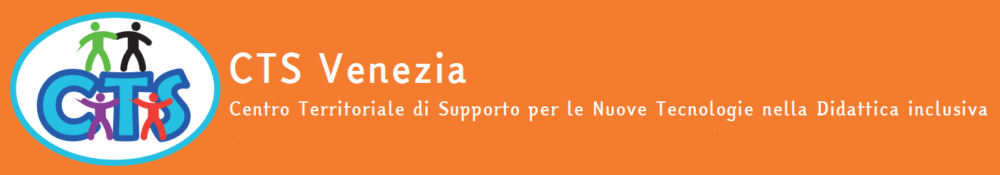 CTS
CTS Venezia
Centro Territoriale di Supporto per le Nuove Tecnologie nella Didattica inclusiva